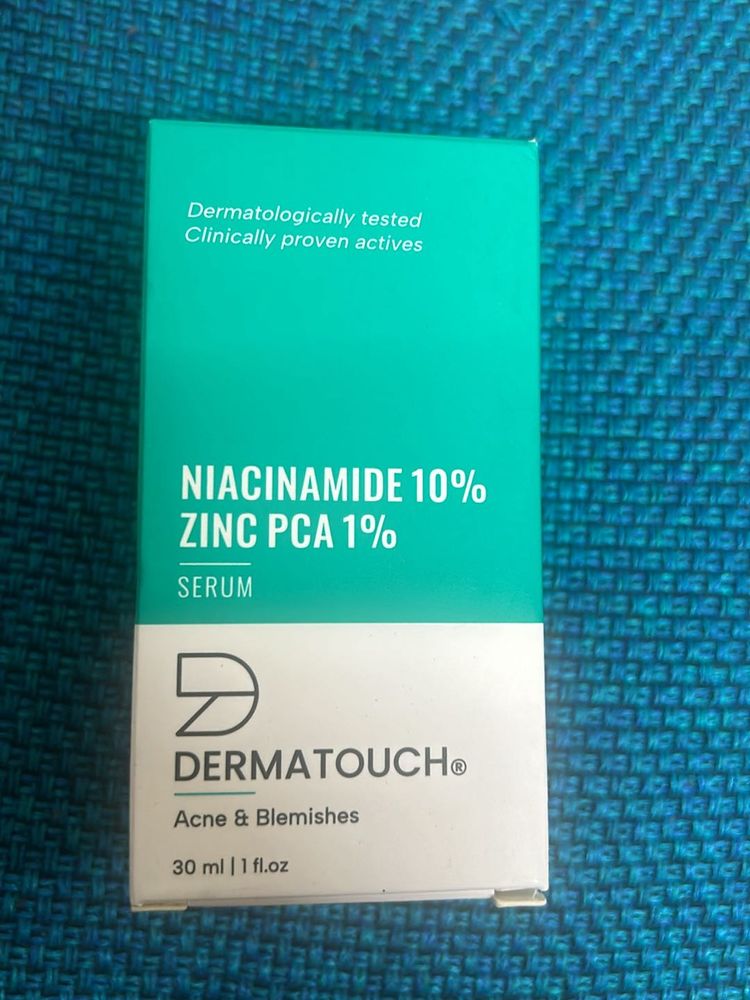 Dermatologically tested
Clinically proven actives
NIACINAMIDE 10%
ZINC PCA 1%
SERUM
DERMATOUCH®
Acne & Blemishes
30 ml | 1 fl.oz